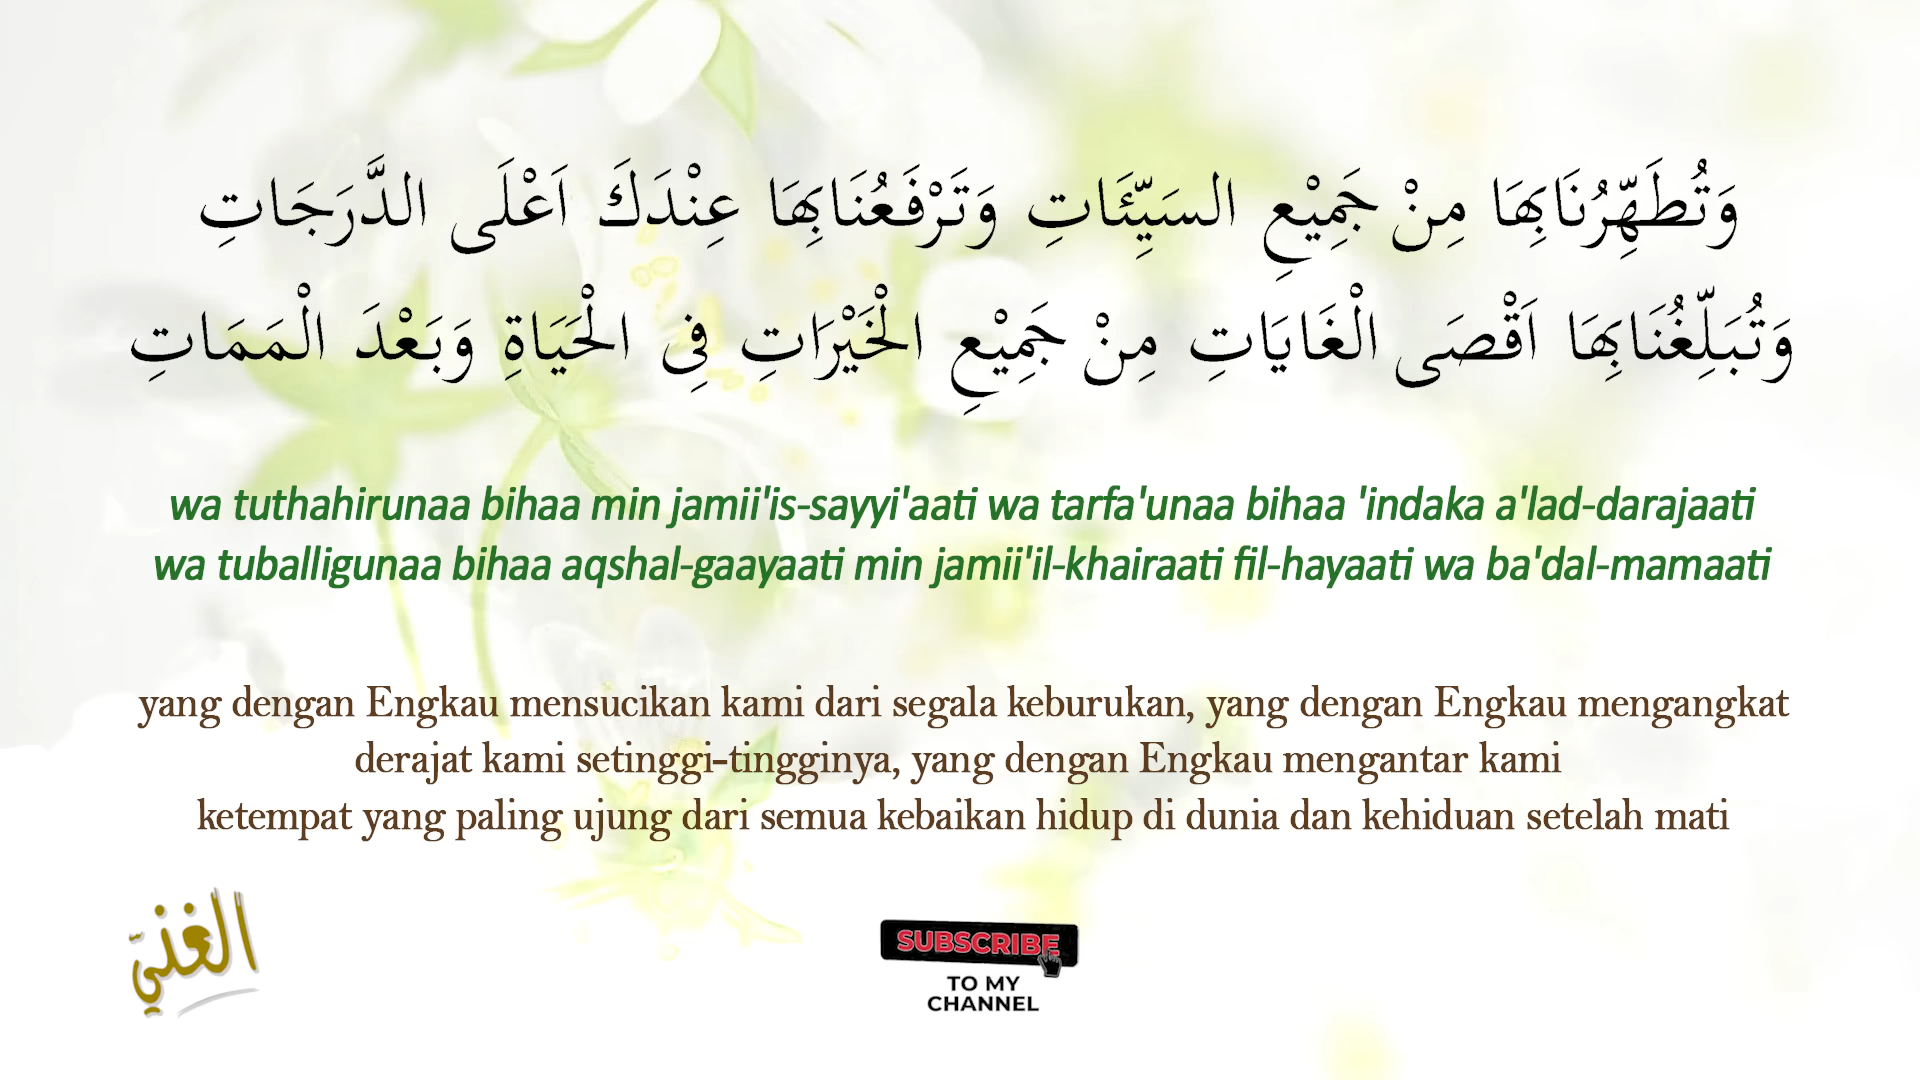 وَتُطَهِّرُنَابِهَا مِنْ جَمِيْعِ السَيِّئَاتِ وَتَرْفَعُنَابِهَا عِنْدَكَ اَعْلَى الدَّرَجَاتِ
وَتُبَلِّغُنَابِهَا اَقْصَى الْغَايَاتِ مِنْ جَمِيْعِ الْخَيْرَاتِ فِى الْحَيَاةِ وَبَعْدَ الْمَمَاتِ
wa tuthahirunaa bihaa min jamii'is-sayyi'aati wa tarfa'unaa bihaa 'indaka a'lad-darajaati
wa tuballigunaa bihaa aqshal-gaayaati min jamii'il-khairaati fil-hayaati wa ba'dal-mamaati
yang dengan Engkau mensucikan kami dari segala keburukan, yang dengan Engkau mengangkat
derajat kami setinggi-tingginya, yang dengan Engkau mengantar kami
ketempat yang paling ujung dari semua kebaikan hidup di dunia dan kehiduan setelah mati
الغنيّ
SUBSCRIBE
TO MY
CHANNEL